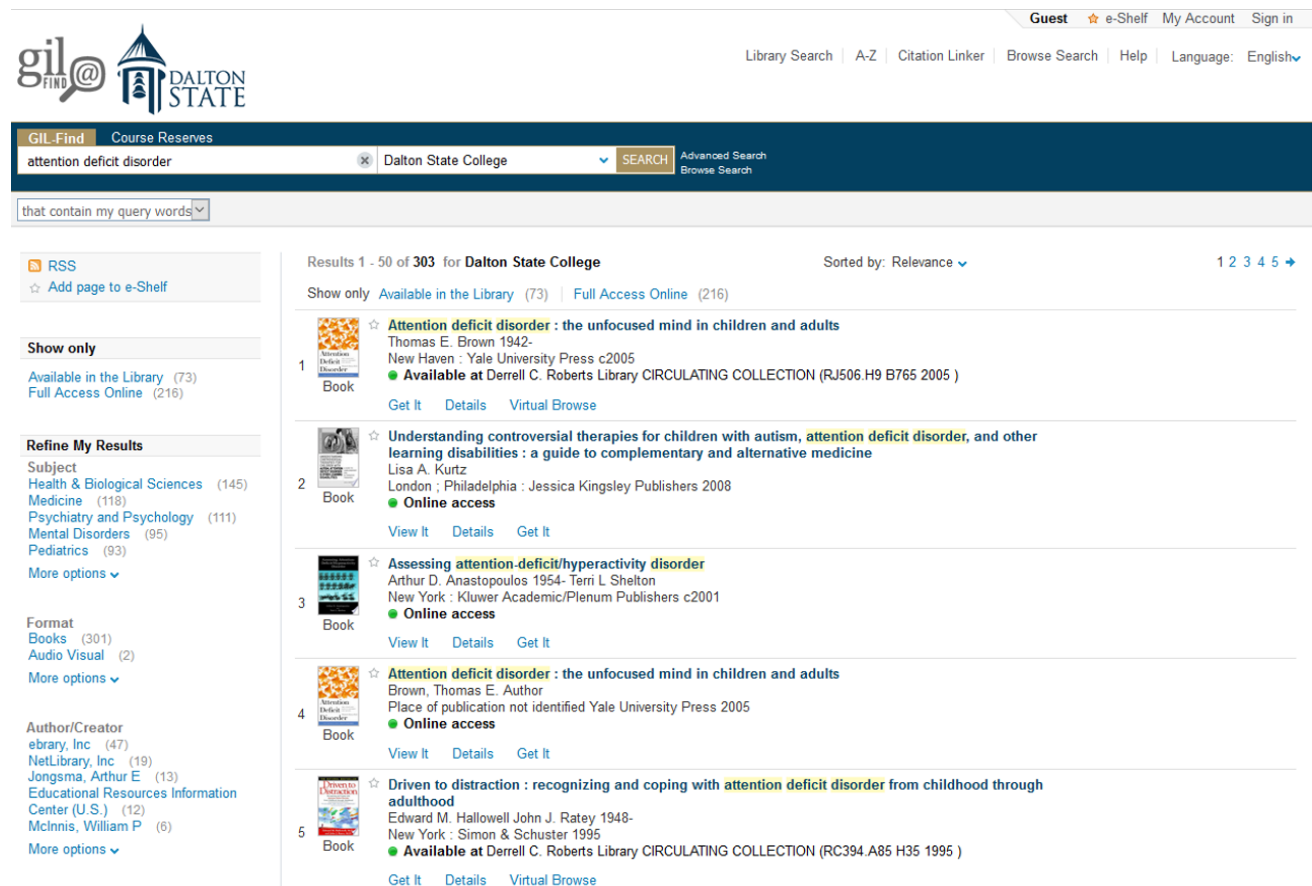 Guest e-Shelf My Account Sign in
gil@
FIND
DALTON
STATE
Library Search A-Z Citation Linker Browse Search Help Language: English
GIL-Find Course Reserves
attention deficit disorder Dalton State College SEARCH
Advanced Search
Browse Search
that contain my query words
RSS
Add page to e-Shelf
Show only
Available in the Library (73)
Full Access Online (216)
Refine My Results
Subject
Health & Biological Sciences (145)
Medicine (118)
Psychiatry and Psychology (111)
Mental Disorders (95)
Pediatrics (93)
More options
Format
Books (301)
Audio Visual (2)
More options
Author/Creator
ebrary, Inc (47)
NetLibrary, Inc (19)
Jongsma, Arthur E (13)
Educational Resources Information
Center (U.S.) (12)
McInnis, William P (6)
More options
Results 1 - 50 of 303 for Dalton State College Sorted by: Relevance 1 2 3 4 5
Show only Available in the Library (73) Full Access Online (216)
1
Attention
Deficit
Disorder
Book
Attention deficit disorder : the unfocused mind in children and adults
Thomas E. Brown 1942-
New Haven : Yale University Press c2005
Available at Derrell C. Roberts Library CIRCULATING COLLECTION (RJ506.H9 B765 2005 )
Get It Details Virtual Browse
2
Book
Understanding controversial therapies for children with autism, attention deficit disorder, and other
learning disabilities : a guide to complementary and alternative medicine
Lisa A. Kurtz
London ; Philadelphia : Jessica Kingsley Publishers 2008
Online access
View It Details Get It
3
Book
Assessing attention-deficit/hyperactivity disorder
Arthur D. Anastopoulos 1954- Terri L Shelton
New York : Kluwer Academic/Plenum Publishers c2001
Online access
View It Details Get It
4
Attention
Deficit
Disorder
Book
Attention deficit disorder : the unfocused mind in children and adults
Brown, Thomas E. Author
Place of publication not identified Yale University Press 2005
Online access
View It Details Get It
5
Driven to
Distraction
Book
Driven to distraction : recognizing and coping with attention deficit disorder from childhood through
adulthood
Edward M. Hallowell John J. Ratey 1948-
New York : Simon & Schuster 1995
Available at Derrell C. Roberts Library CIRCULATING COLLECTION (RC394.A85 H35 1995 )
Get It Details Virtual Browse